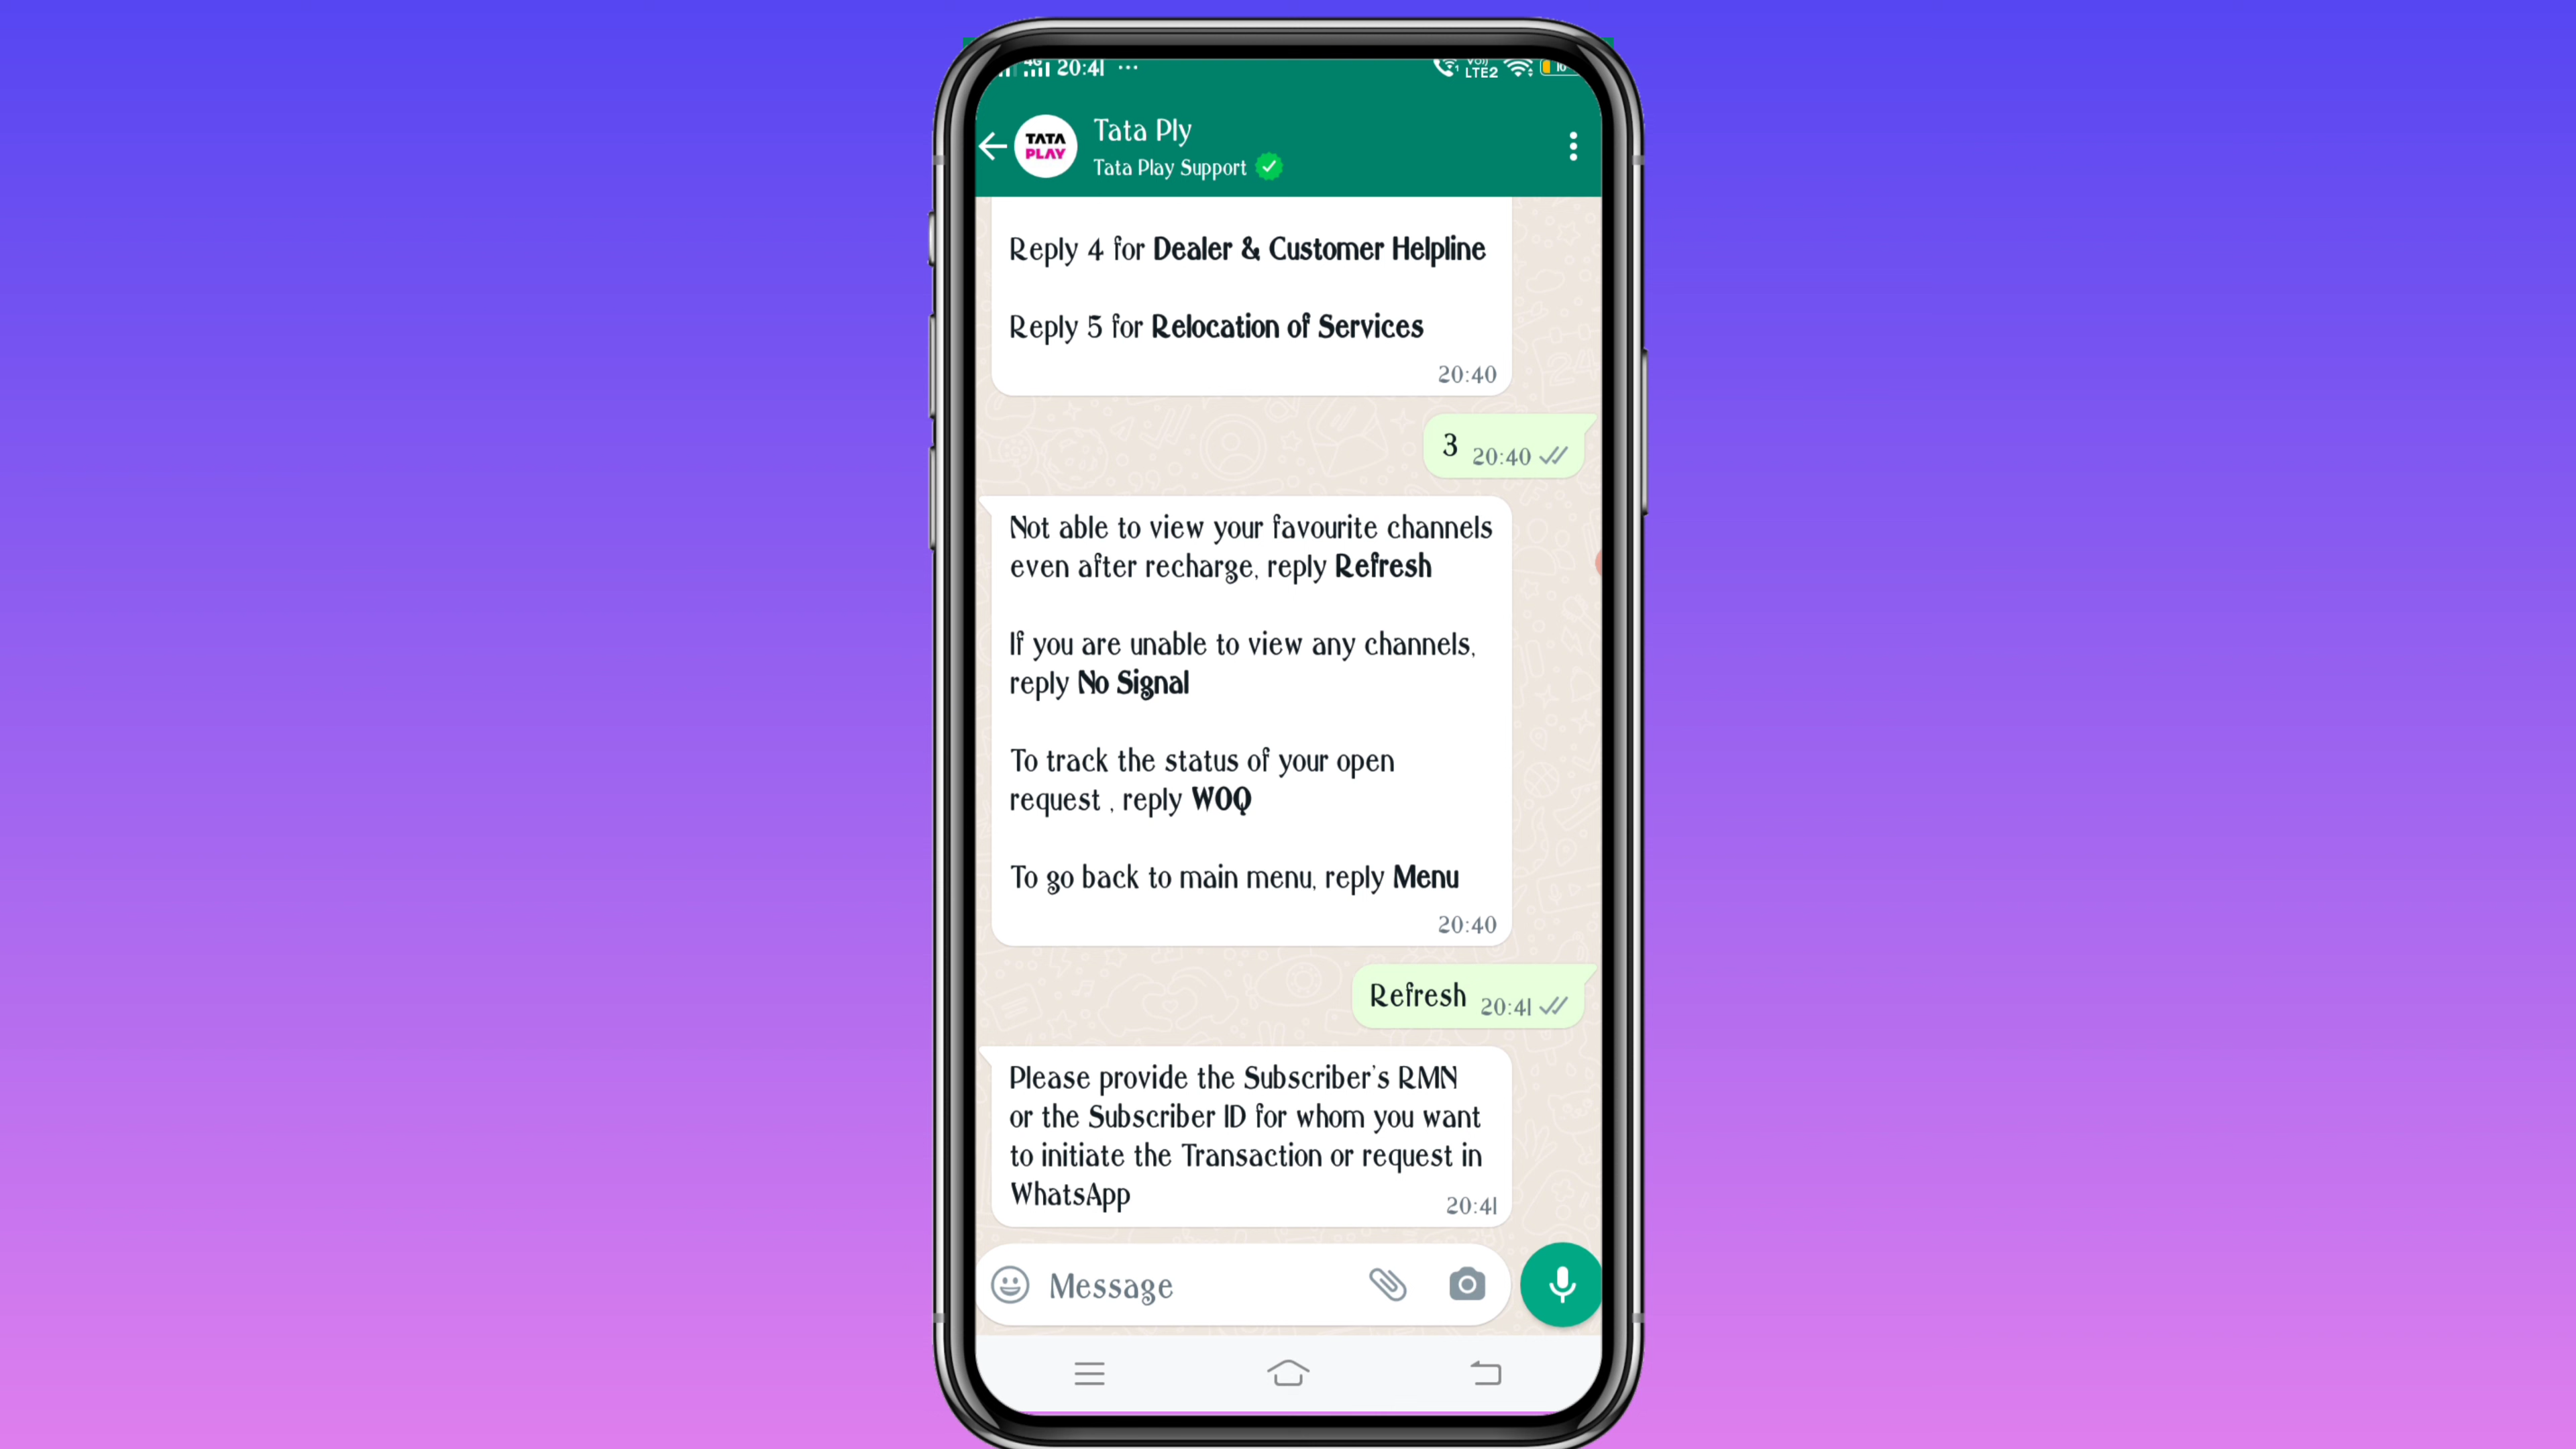 4G 20:41 ...
LTE2
TATA
PLAY
Tata Ply
Tata Play Support
Reply 4 for Dealer & Customer Helpline
Reply 5 for Relocation of Services
20:40
3 20:40
Not able to view your favourite channels
even after recharge, reply Refresh
If you are unable to view any channels,
reply No Signal
To track the status of your open
request , reply WOQ
To go back to main menu, reply Menu
20:40
Refresh 20:41
Please provide the Subscriber's RMN
or the Subscriber ID for whom you want
to initiate the Transaction or request in
WhatsApp
20:41
Message